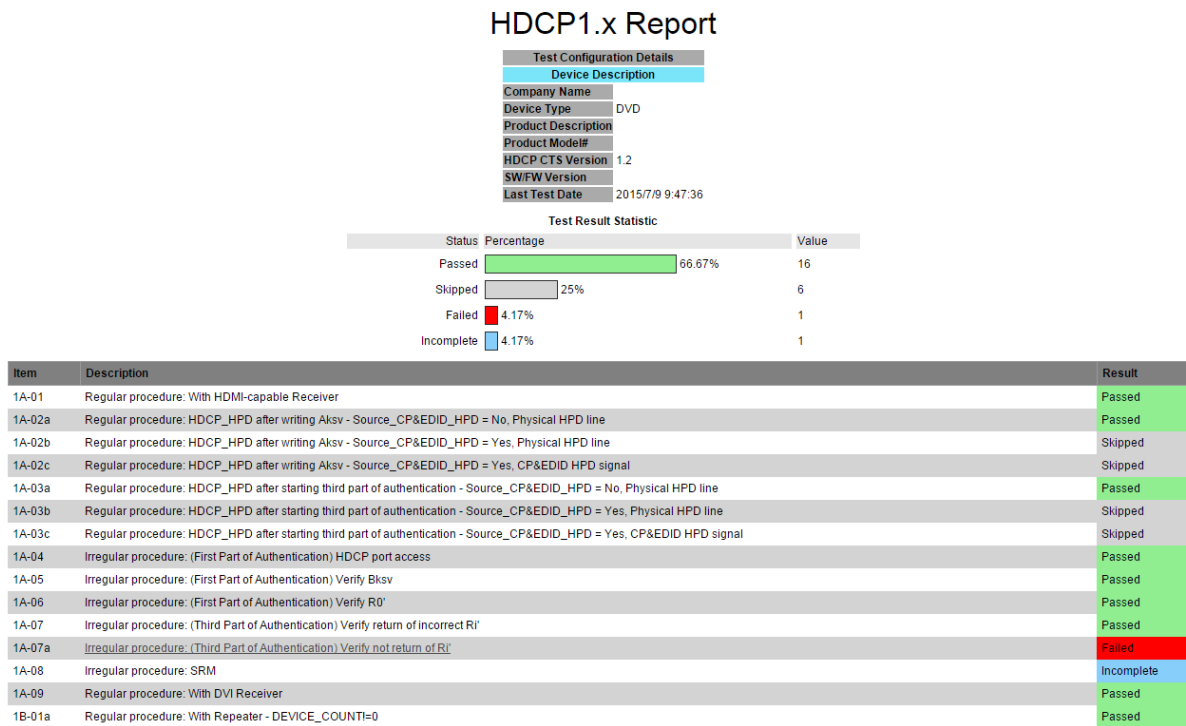 HDCP1.x Report
Test Configuration Details
Device Description
Company Name
Device Type DVD
Product Description
Product Model#
HDCP CTS Version 1.2
SW/FW Version
Last Test Date 2015/7/9 9:47:36
Test Result Statistic
Status Percentage Value
Passed 66.67% 16
Skipped 25% 6
Failed 4.17% 1
Incomplete 4.17% 1
Item Description Result
1A-01 Regular procedure: With HDMI-capable Receiver Passed
1A-02a Regular procedure: HDCP_HPD after writing Aksv - Source_CP&EDID_HPD = No, Physical HPD line Passed
1A-02b Regular procedure: HDCP_HPD after writing Aksv - Source_CP&EDID_HPD = Yes, Physical HPD line Skipped
1A-02c Regular procedure: HDCP_HPD after writing Aksv - Source_CP&EDID_HPD = Yes, CP&EDID HPD signal Skipped
1A-03a Regular procedure: HDCP_HPD after starting third part of authentication - Source_CP&EDID_HPD = No, Physical HPD line Passed
1A-03b Regular procedure: HDCP_HPD after starting third part of authentication - Source_CP&EDID_HPD = Yes, Physical HPD line Skipped
1A-03c Regular procedure: HDCP_HPD after starting third part of authentication - Source_CP&EDID_HPD = Yes, CP&EDID HPD signal Skipped
1A-04 Irregular procedure: (First Part of Authentication) HDCP port access Passed
1A-05 Irregular procedure: (First Part of Authentication) Verify Bksv Passed
1A-06 Irregular procedure: (First Part of Authentication) Verify R0' Passed
1A-07 Irregular procedure: (Third Part of Authentication) Verify return of incorrect Ri' Passed
1A-07a Irregular procedure: (Third Part of Authentication) Verify not return of Ri' Failed
1A-08 Irregular procedure: SRM Incomplete
1A-09 Regular procedure: With DVI Receiver Passed
1B-01a Regular procedure: With Repeater - DEVICE_COUNT!=0 Passed